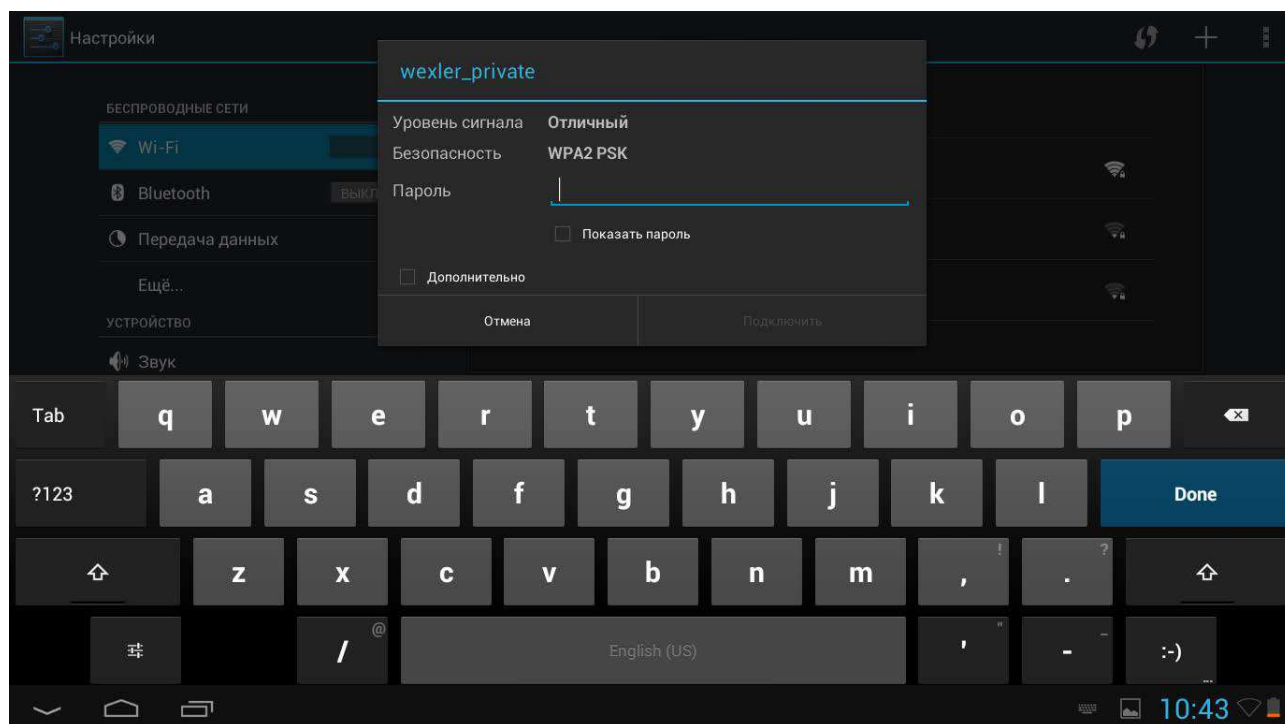 Настройки
wexler_private
БЕСПРОВОДНЫЕ СЕТИ
Уровень сигнала Отличный
Wi-Fi
Безопасность WPA2 PSK
Bluetooth ВЫКЛ
Пароль
Показать пароль
Передача данных
Дополнительно
Ещё...
УСТРОЙСТВО
Отмена Подключить
Звук
Tab q w e r t y u i o p
?123 a s d f g h j k l Done
z x c v b n m , ! . ?
/ @ English (US) ' " - _ :-) ...
10:43